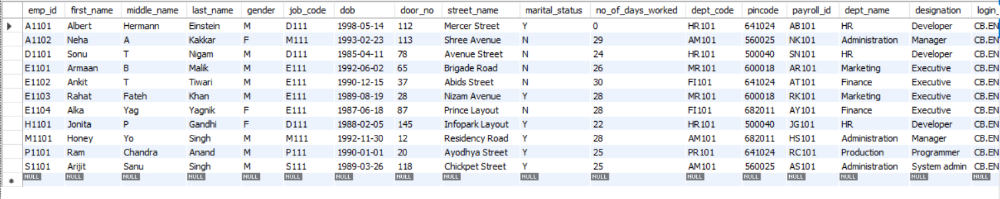 emp_id first_name middle_name last_name gender job_code dob door_no street_name marital_status no_of_days_worked dept_code pincode payroll_id dept_name designation login_
A1101 Albert Hermann Einstein M D111 1998-05-14 112 Mercer Street Y 0 HR101 641024 AB101 HR Developer CB.EN
A1102 Neha A Kakkar F M111 1993-02-23 113 Shree Avenue N 29 AM101 560025 NK101 Administration Manager CB.EN
D1101 Sonu T Nigam M D111 1985-04-11 78 Avenue Street N 24 HR101 500040 SN101 HR Developer CB.EN
E1101 Armaan B Malik M E111 1992-06-02 65 Brigade Road N 26 MR101 600018 AR101 Marketing Executive CB.EN
E1102 Ankit T Tiwari M E111 1990-12-15 37 Abids Street N 30 FI101 641024 AT101 Finance Executive CB.EN
E1103 Rahat Fateh Khan M E111 1989-08-19 28 Nizam Avenue Y 28 MR101 600018 RK101 Marketing Executive CB.EN
E1104 Alka Yag Yagnik F E111 1987-06-18 87 Prince Layout N 28 FI101 682011 AY101 Finance Executive CB.EN
H1101 Jonita P Gandhi F D111 1988-02-05 145 Infopark Layout Y 22 HR101 500040 JG101 HR Developer CB.EN
M1101 Honey Yo Singh M M111 1992-11-30 12 Residency Road Y 28 AM101 682011 HS101 Administration Manager CB.EN
P1101 Ram Chandra Anand M P111 1990-01-01 20 Ayodhya Street Y 25 PR101 641024 RC101 Production Programmer CB.EN
S1101 Arijit Sanu Singh M S111 1989-03-26 118 Chickpet Street Y 25 AM101 560025 AS101 Administration System admin CB.EN
NULL NULL NULL NULL NULL NULL NULL NULL NULL NULL NULL NULL NULL NULL NULL NULL NULL